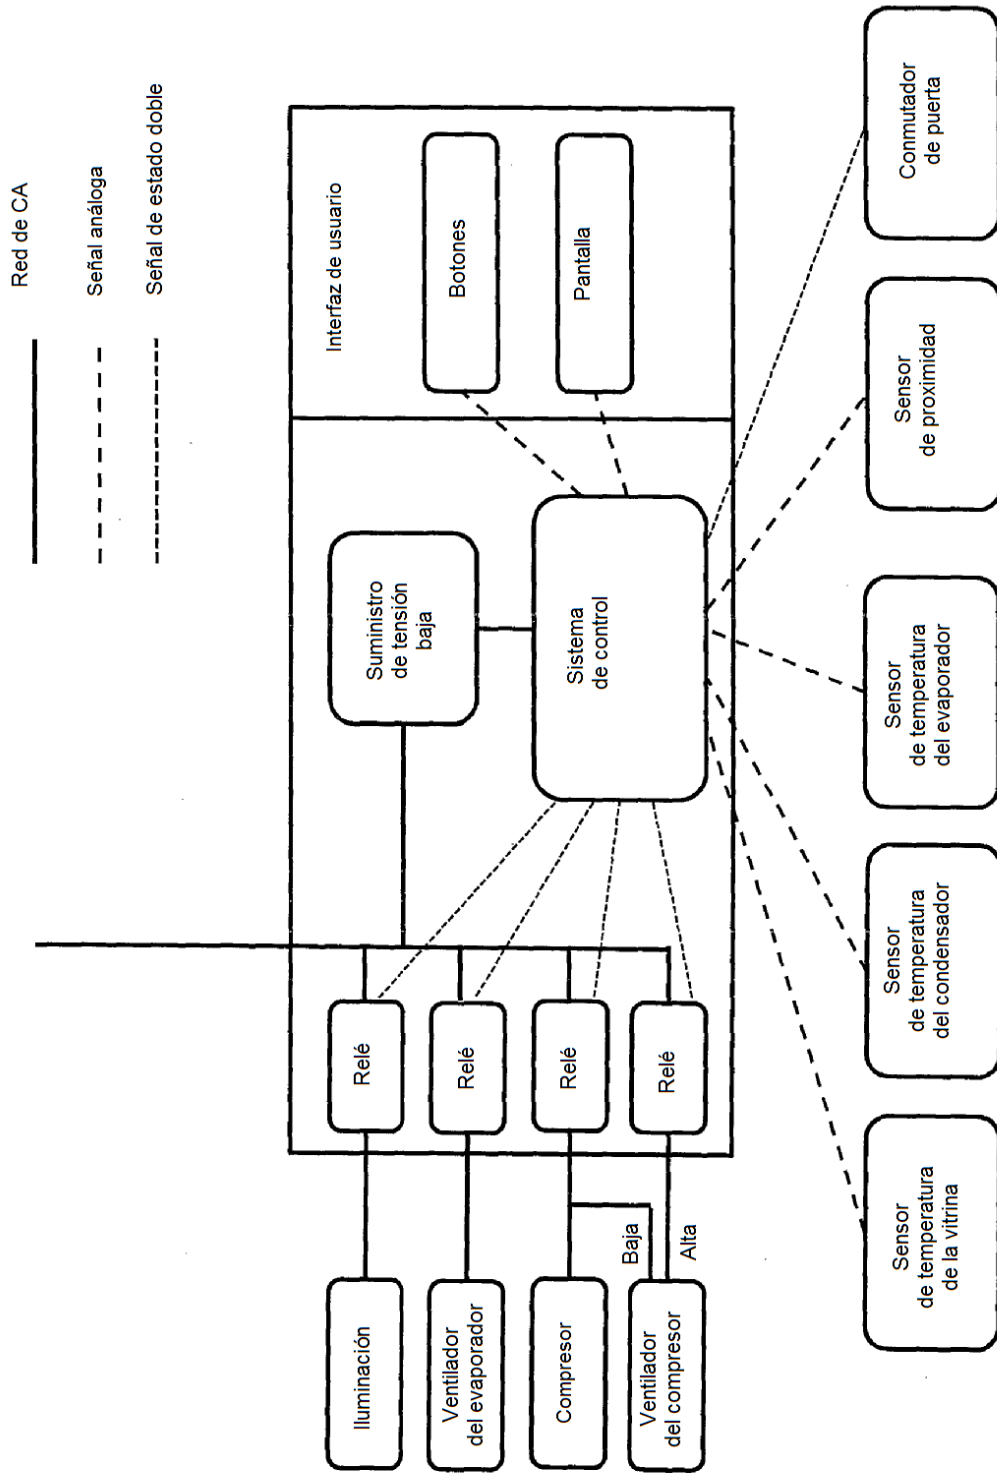 Red de CA
Señal análoga
Señal de estado doble
Interfaz de usuario
Botones
Pantalla
Suministro
de tensión
baja
Sistema
de control
Relé
Relé
Relé
Relé
Iluminación
Ventilador
del evaporador
Compresor
Ventilador
del compresor
Baja
Alta
Sensor
de temperatura
de la vitrina
Sensor
de temperatura
del condensador
Sensor
de temperatura
del evaporador
Sensor
de proximidad
Conmutador
de puerta